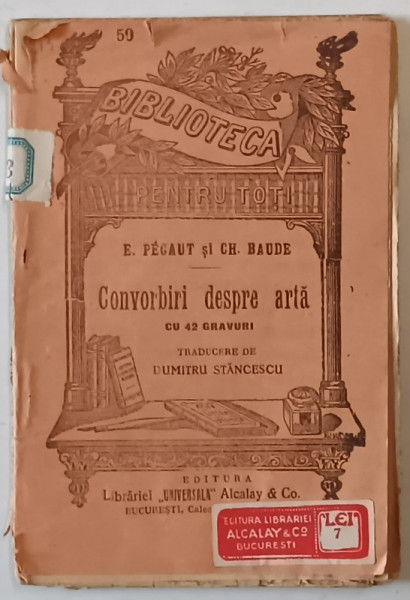 59
BIBLIOTECA
PENTRU TOȚI
E. PÉCAUT și CH. BAUDE
Convorbiri despre artă
CU 42 GRAVURI
TRADUCERE DE
DUMITRU STĂNCESCU
EDITURA
Librăriei „UNIVERSALA" Alcalay & Co.
BUCUREȘTI, Calea
EDITURA LIBRĂRIEI
ALCALAY & Cº
BUCUREȘTI
LEI
7